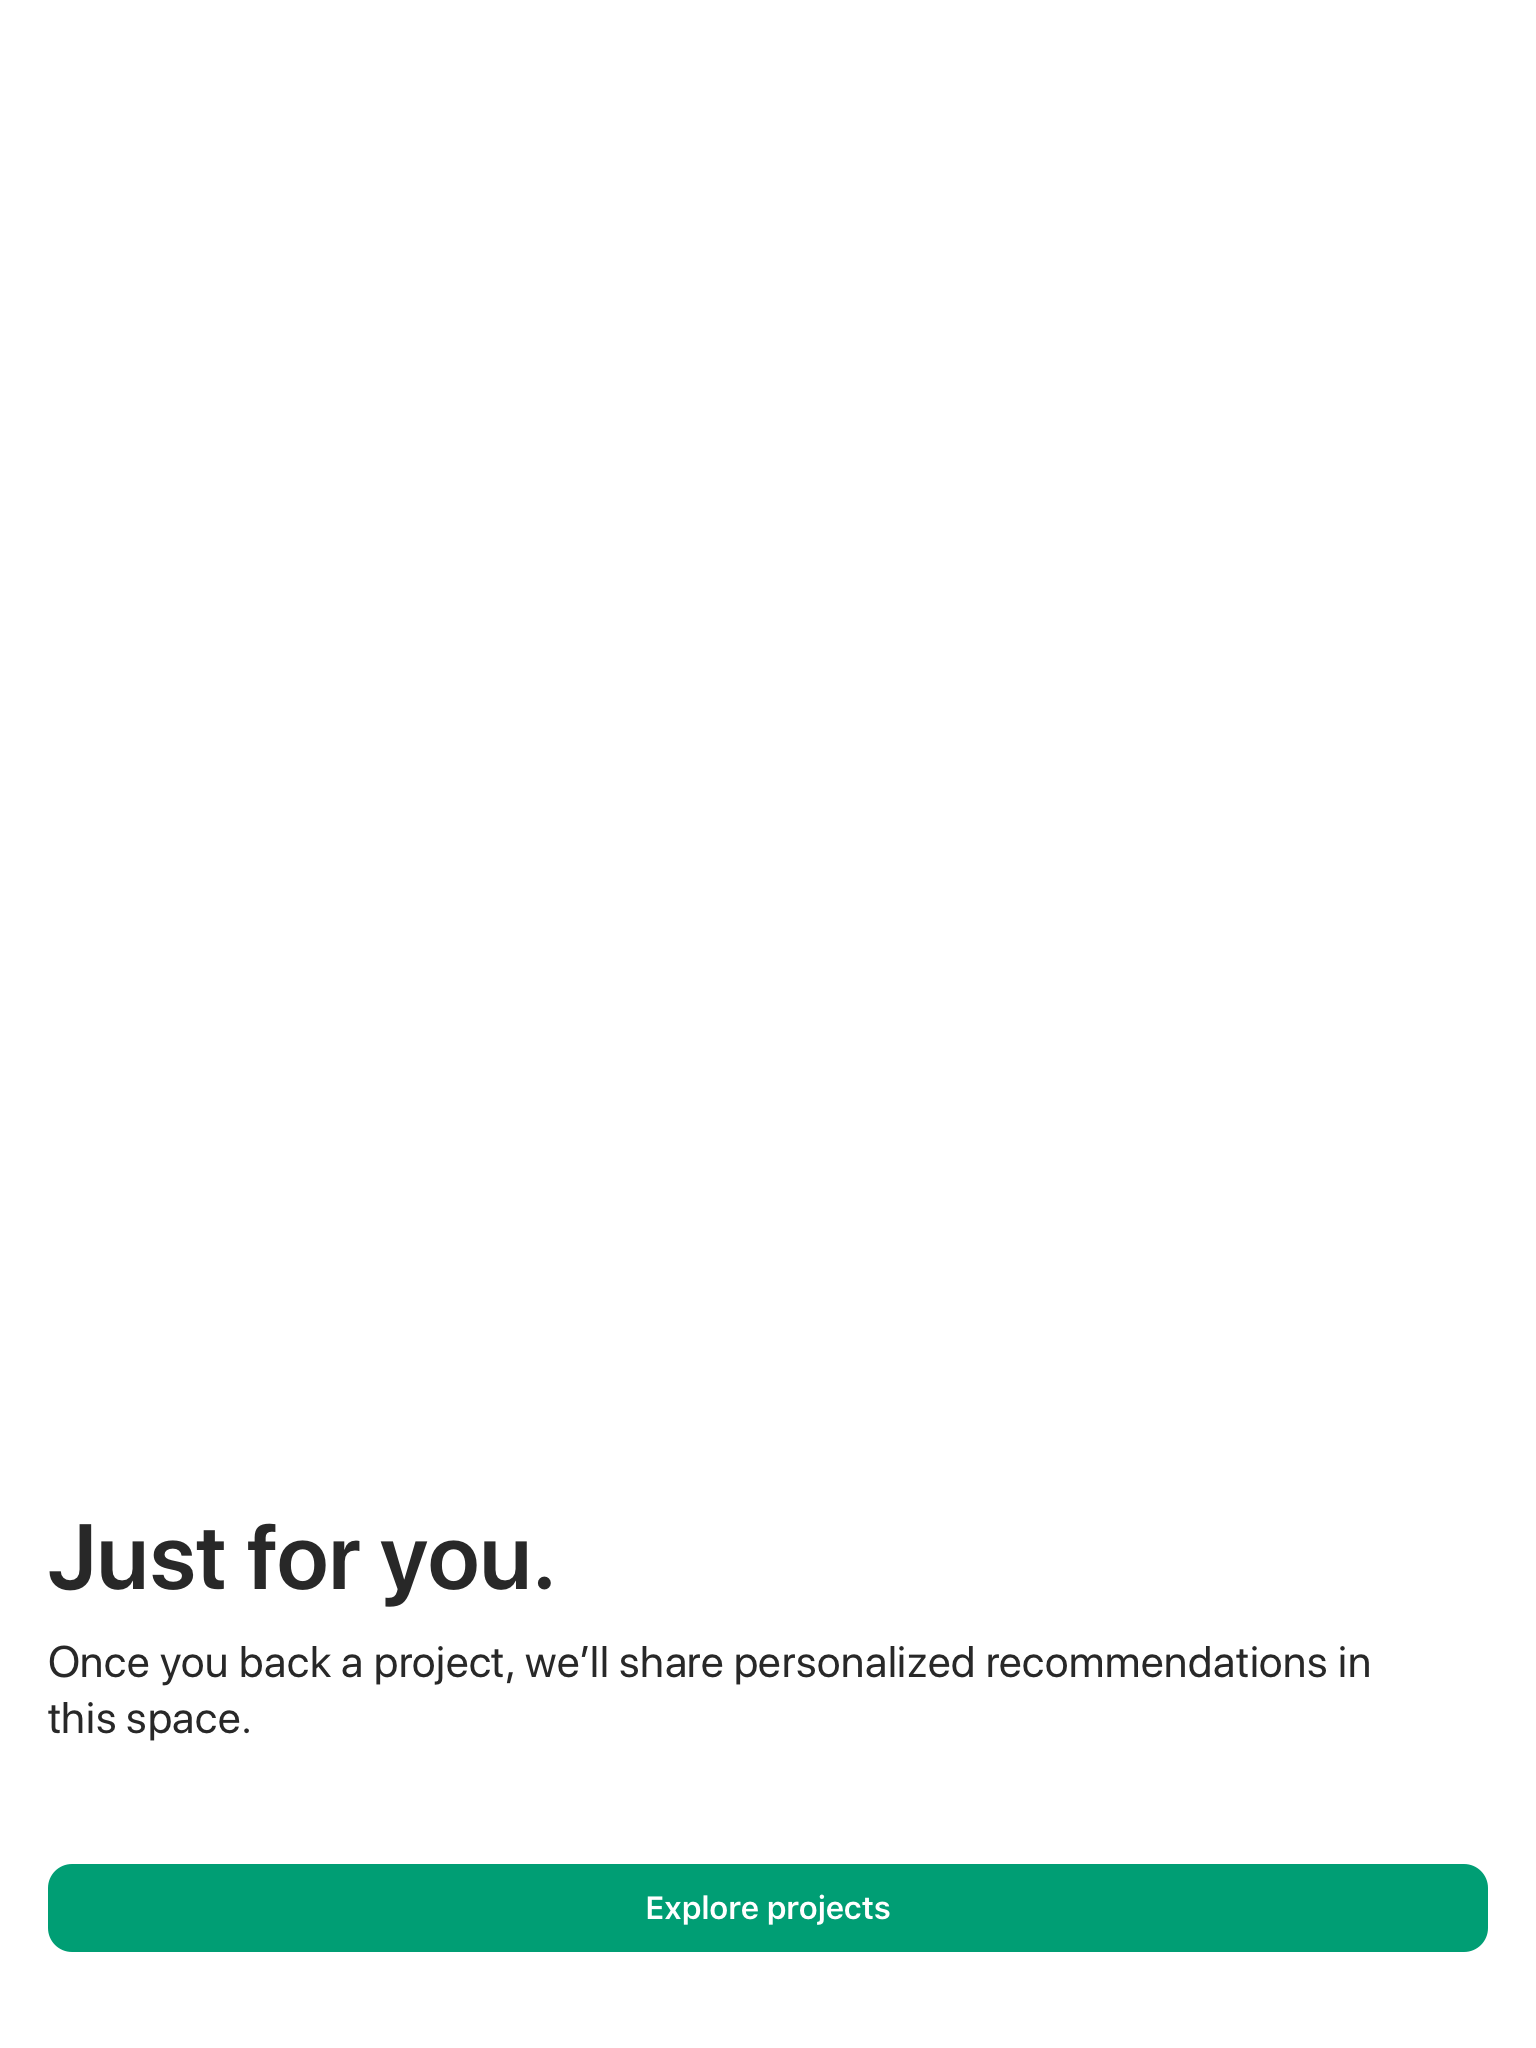 Just for you.
Once you back a project, we’ll share personalized recommendations in
this space.
Explore projects